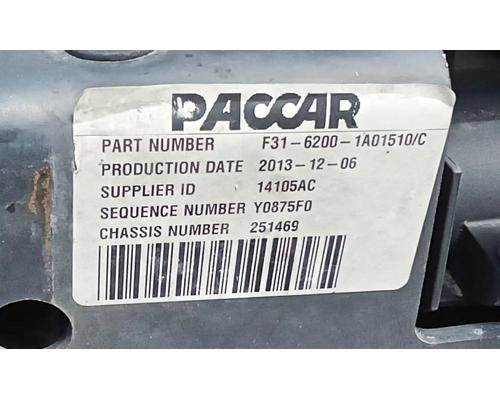 PACCAR
PART NUMBER F31-6200-1A01510/C
PRODUCTION DATE 2013-12-06
SUPPLIER ID 14105AC
SEQUENCE NUMBER Y0875F0
CHASSIS NUMBER 251469